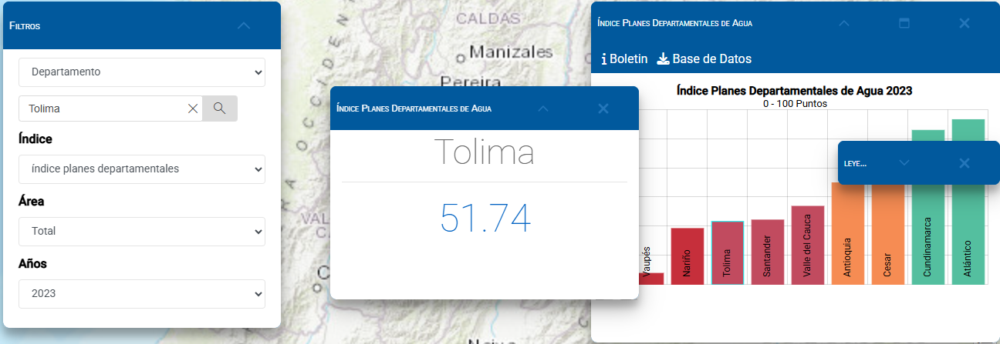 Filtros
Departamento
Tolima
Índice
índice planes departamentales
Área
Total
Años
2023
CALDAS
Manizales
Pereira
Índice Planes Departamentales de Agua
Tolima
51.74
Índice Planes Departamentales de Agua
Boletin Base de Datos
Índice Planes Departamentales de Agua 2023
0 - 100 Puntos
leye...
Vaupés
Nariño
Tolima
Santander
Valle del Cauca
Antioquia
Cesar
Cundinamarca
Atlántico